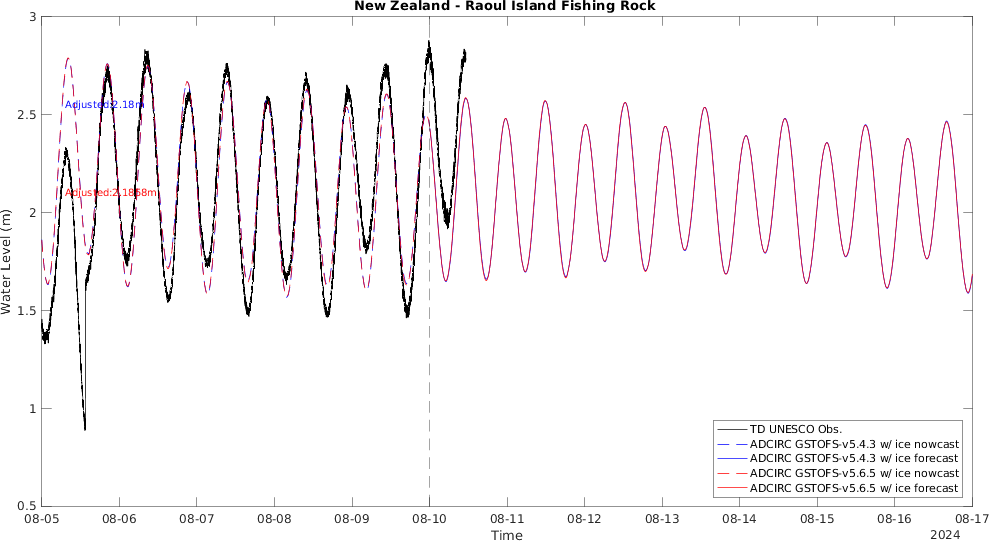 New Zealand - Raoul Island Fishing Rock
3
2.5
2
1.5
1
0.5
Water Level (m)
Adjusted:2.18m
Adjusted:2.1858m
TD UNESCO Obs.
ADCIRC GSTOFS-v5.4.3 w/ ice nowcast
ADCIRC GSTOFS-v5.4.3 w/ ice forecast
ADCIRC GSTOFS-v5.6.5 w/ ice nowcast
ADCIRC GSTOFS-v5.6.5 w/ ice forecast
08-05 08-06 08-07 08-08 08-09 08-10 08-11 08-12 08-13 08-14 08-15 08-16 08-17
Time
2024